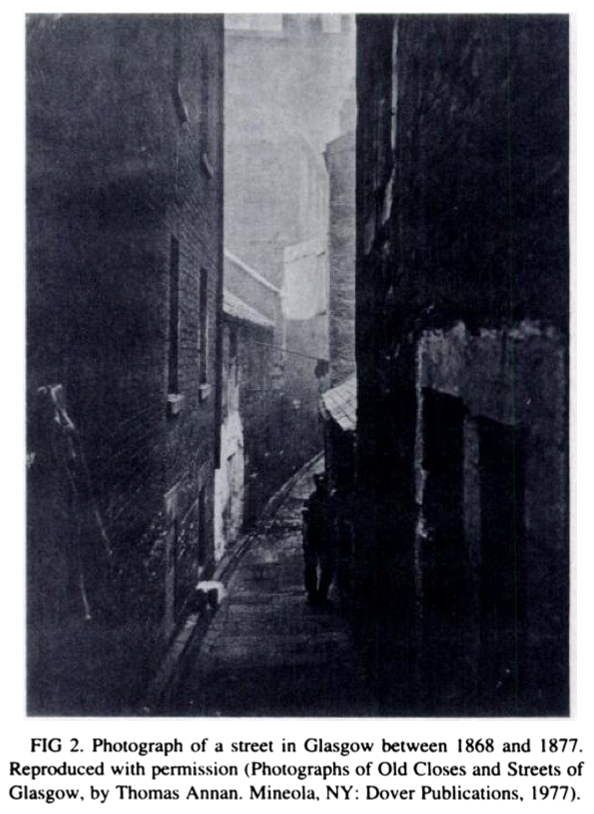 FIG 2. Photograph of a street in Glasgow between 1868 and 1877.
Reproduced with permission (Photographs of Old Closes and Streets of
Glasgow, by Thomas Annan. Mineola, NY: Dover Publications, 1977).